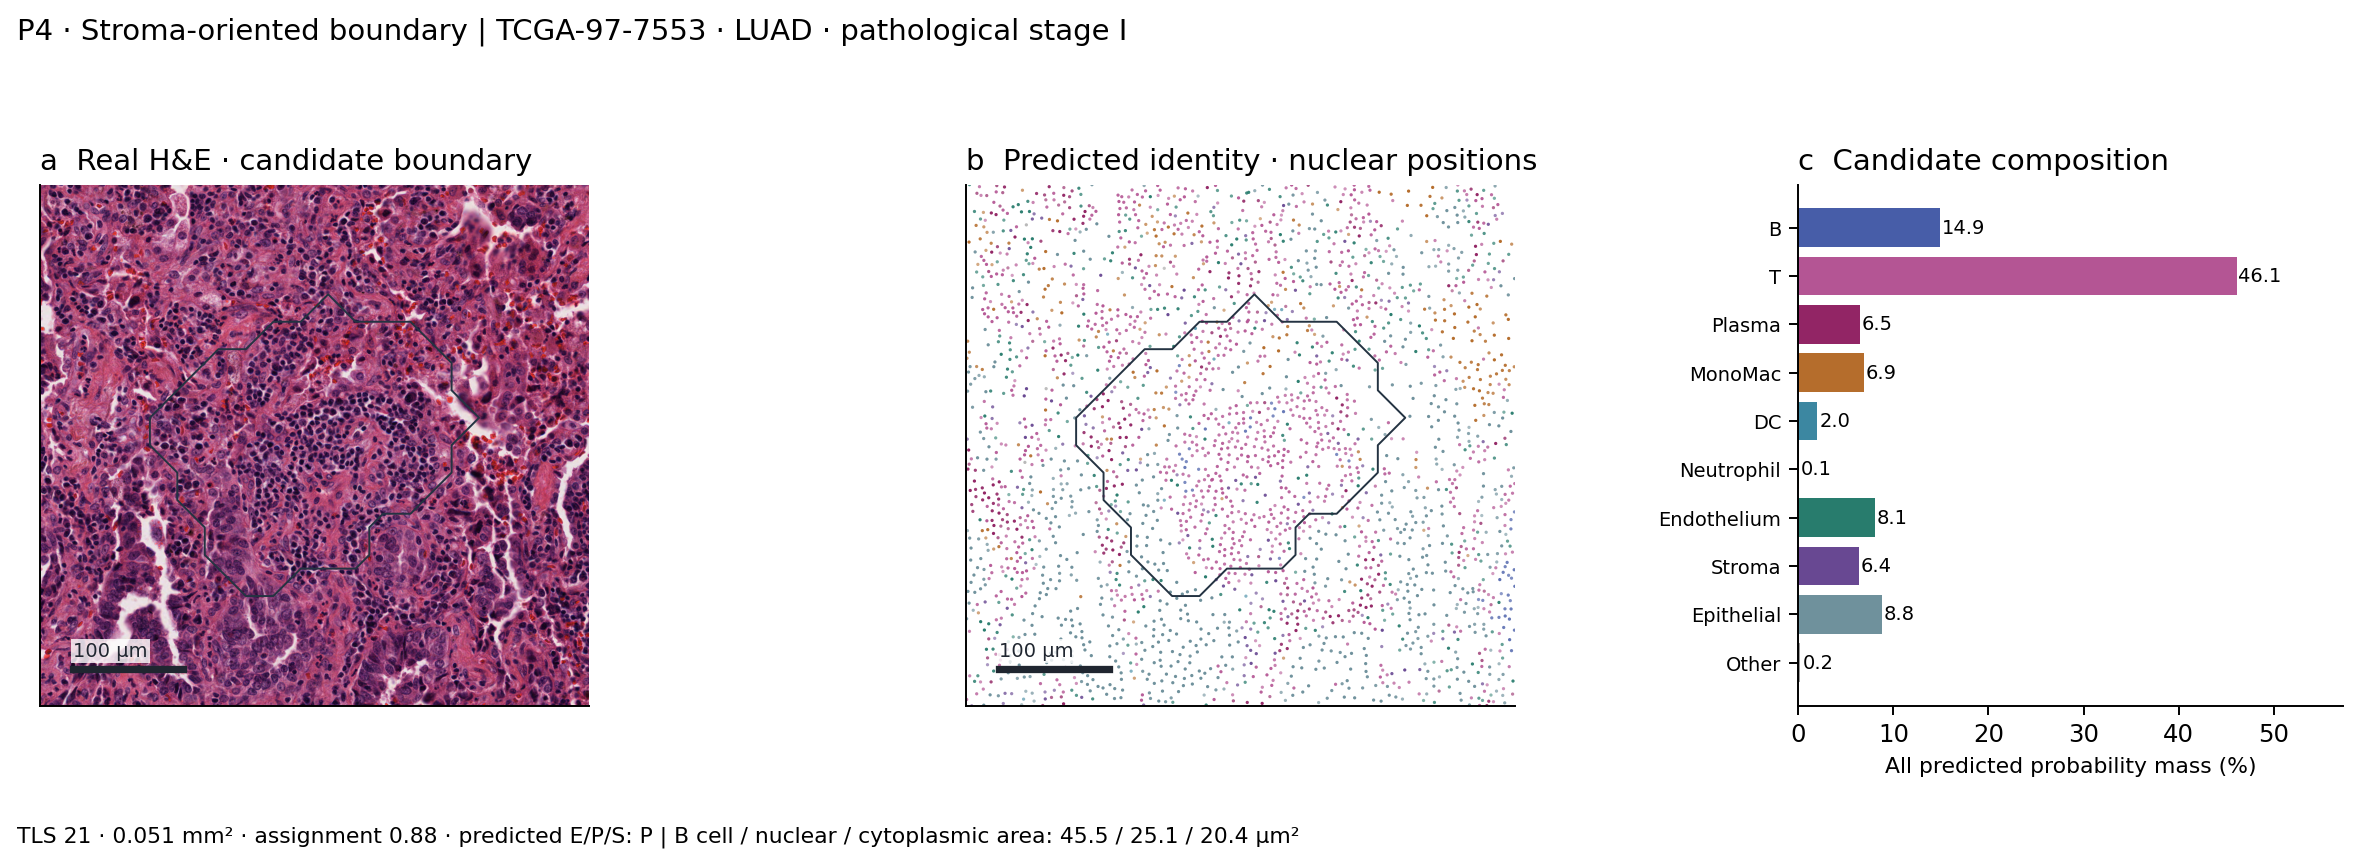 P4 · Stroma-oriented boundary | TCGA-97-7553 · LUAD · pathological stage I
a Real H&E · candidate boundary
100 µm
b Predicted identity · nuclear positions
100 µm
c Candidate composition
B 14.9
T 46.1
Plasma 6.5
MonoMac 6.9
DC 2.0
Neutrophil 0.1
Endothelium 8.1
Stroma 6.4
Epithelial 8.8
Other 0.2
0 10 20 30 40 50
All predicted probability mass (%)
TLS 21 · 0.051 mm² · assignment 0.88 · predicted E/P/S: P | B cell / nuclear / cytoplasmic area: 45.5 / 25.1 / 20.4 µm²